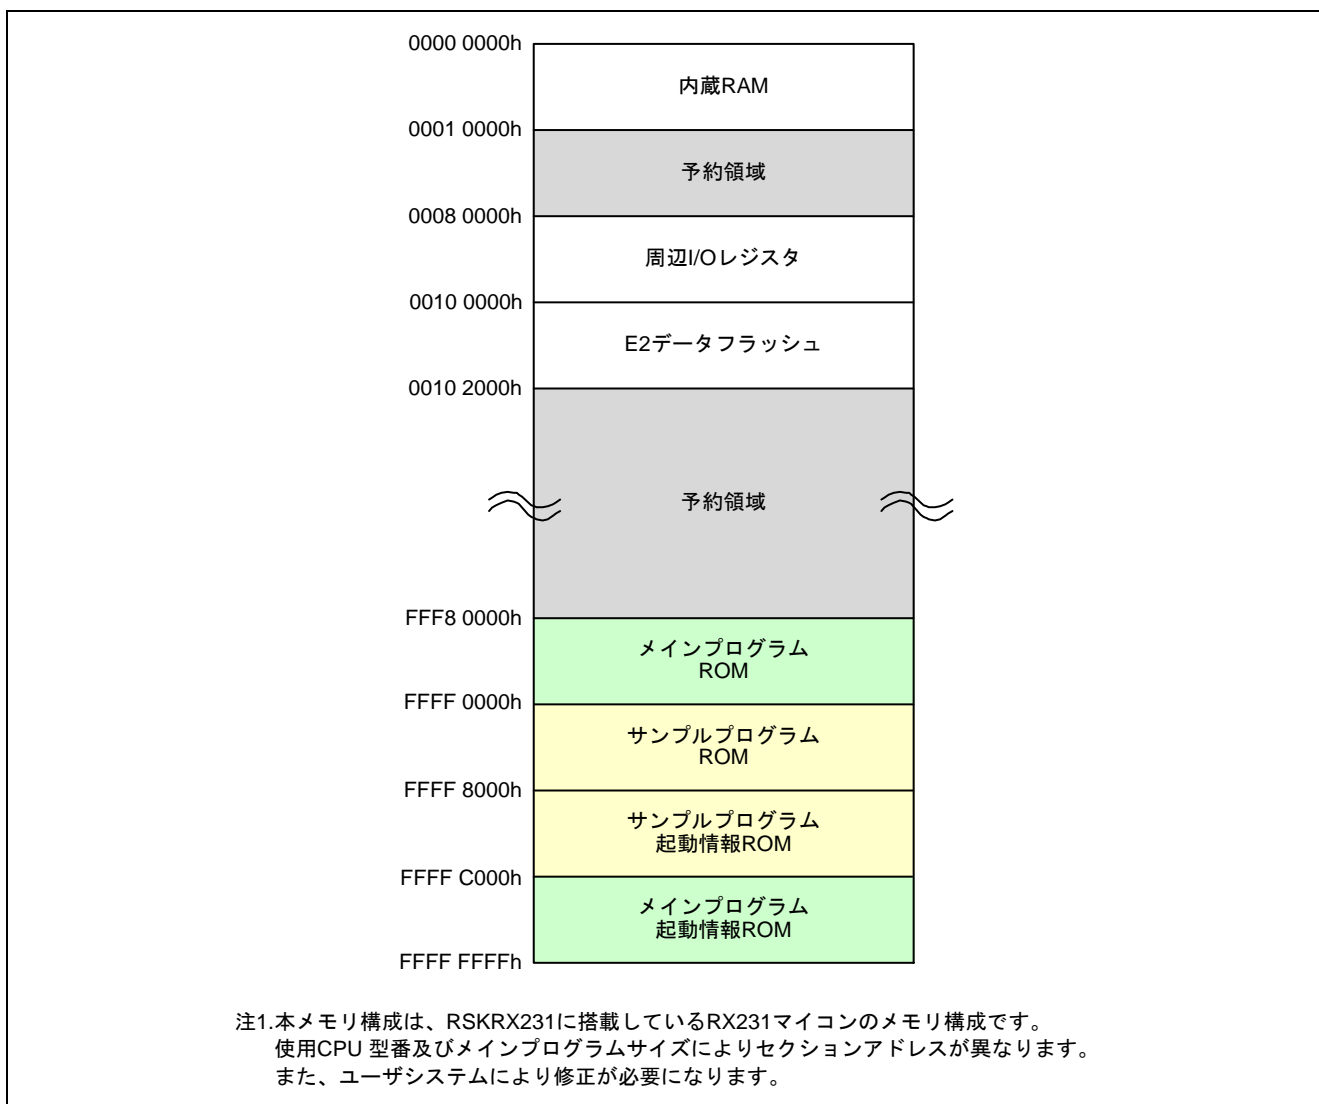 0000 0000h
内蔵RAM
0001 0000h
予約領域
0008 0000h
周辺I/Oレジスタ
0010 0000h
E2データフラッシュ
0010 2000h
予約領域
FFF8 0000h
メインプログラム
ROM
FFFF 0000h
サンプルプログラム
ROM
FFFF 8000h
サンプルプログラム
起動情報ROM
FFFF C000h
メインプログラム
起動情報ROM
FFFF FFFFh
注1.本メモリ構成は、RSKRX231に搭載しているRX231マイコンのメモリ構成です。
使用CPU 型番及びメインプログラムサイズによりセクションアドレスが異なります。
また、ユーザシステムにより修正が必要になります。